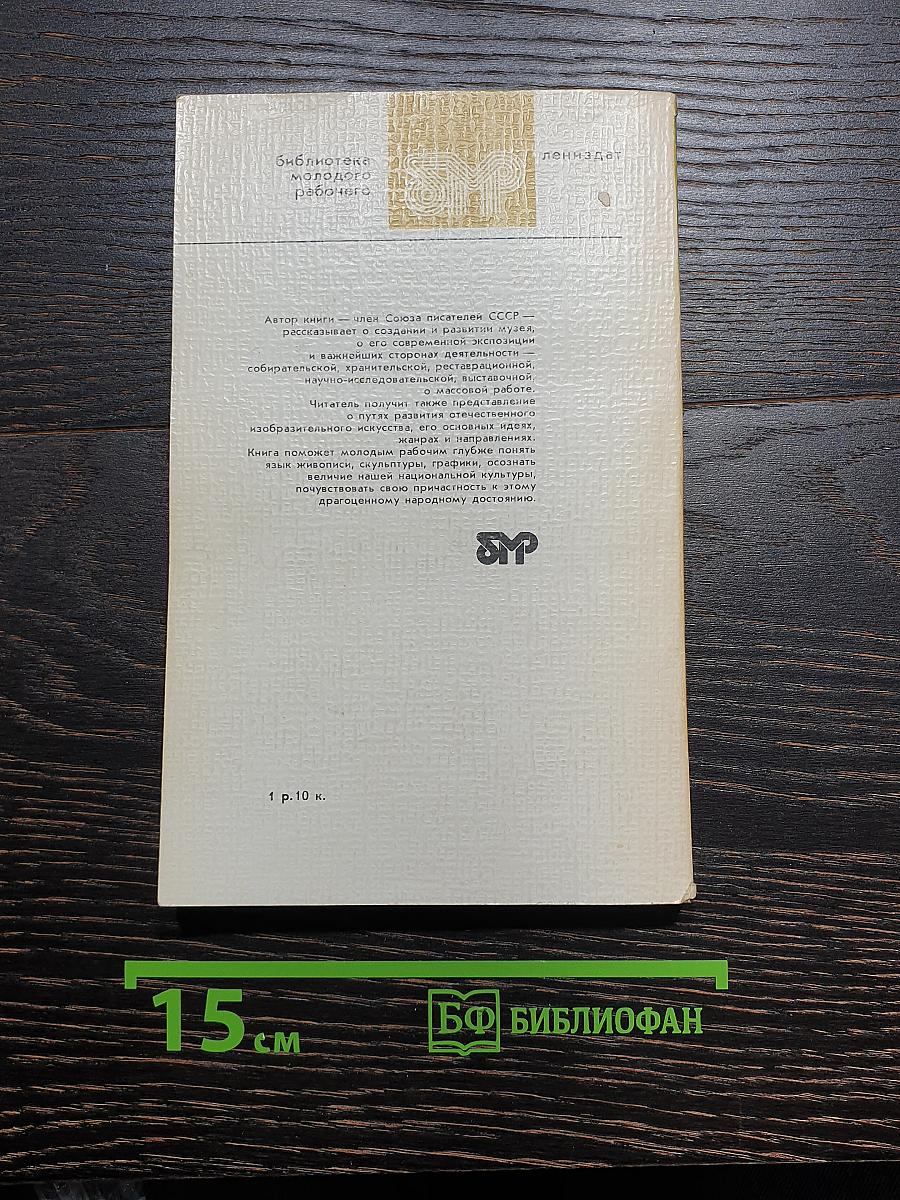 библиотека
молодого
рабочего
БМР
лениздат
Автор книги — член Союза писателей СССР —
рассказывает о создании и развитии музея,
о его современной экспозиции
и важнейших сторонах деятельности —
собирательской, хранительской, реставрационной,
научно-исследовательской, выставочной,
о массовой работе.
Читатель получит также представление
о путях развития отечественного
изобразительного искусства, его основных идеях,
жанрах и направлениях.
Книга поможет молодым рабочим глубже понять
язык живописи, скульптуры, графики, осознать
величие нашей национальной культуры,
почувствовать свою причастность к этому
драгоценному народному достоянию.
БМР
1 р.10 к.
15 см
БФ БИБЛИОФАН